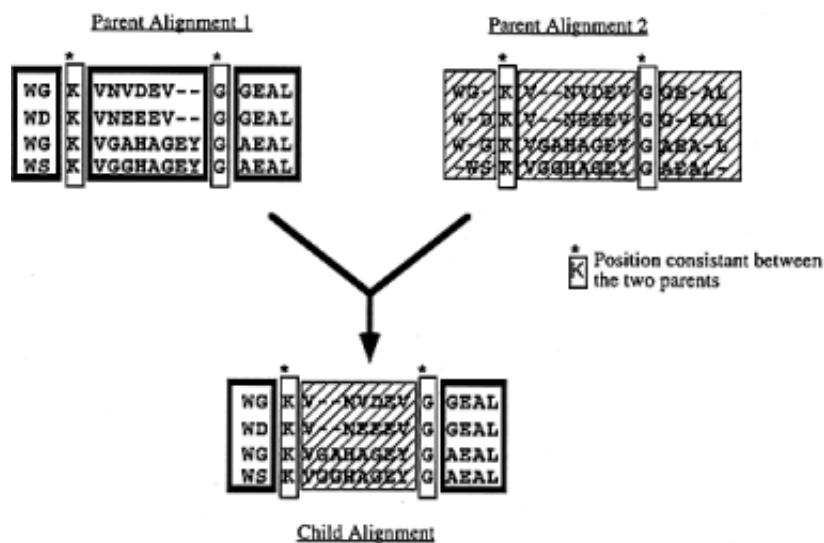 Parent Alignment 1
* *
WG K VNVDEV-- G GEAL
WD K VNEEEV-- G GEAL
WG K VGAHAGEY G AEAL
WS K VGGHAGEY G AEAL
Parent Alignment 2
* *
WG- K V--NVDEV G GE-AL
W-D K V--NEEEV G G-EAL
W-G K VGAHAGEY G AEA-L
-WS K VGGHAGEY G AEAL-
*
K Position consistant between
the two parents
* *
WG K V--NVDEV G GEAL
WD K V--NEEEV G GEAL
WG K VGAHAGEY G AEAL
WS K VGGHAGEY G AEAL
Child Alignment